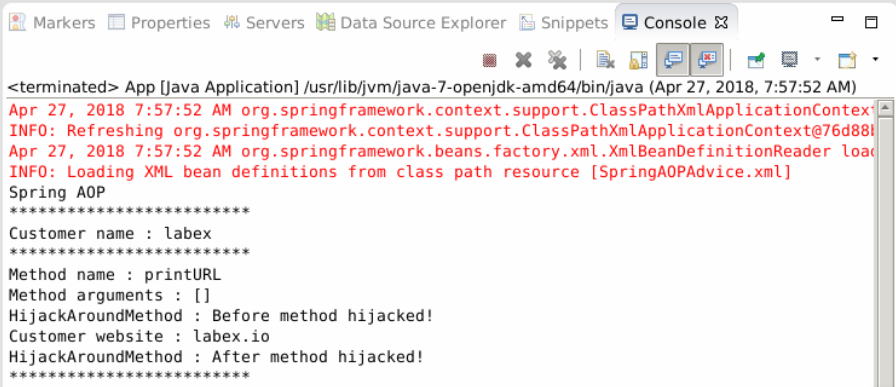 Markers Properties Servers Data Source Explorer Snippets Console
<terminated> App [Java Application] /usr/lib/jvm/java-7-openjdk-amd64/bin/java (Apr 27, 2018, 7:57:52 AM)
Apr 27, 2018 7:57:52 AM org.springframework.context.support.ClassPathXmlApplicationContext
INFO: Refreshing org.springframework.context.support.ClassPathXmlApplicationContext@76d88
Apr 27, 2018 7:57:52 AM org.springframework.beans.factory.xml.XmlBeanDefinitionReader load
INFO: Loading XML bean definitions from class path resource [SpringAOPAdvice.xml]
Spring AOP
*************************
Customer name : labex
*************************
Method name : printURL
Method arguments : []
HijackAroundMethod : Before method hijacked!
Customer website : labex.io
HijackAroundMethod : After method hijacked!
*************************